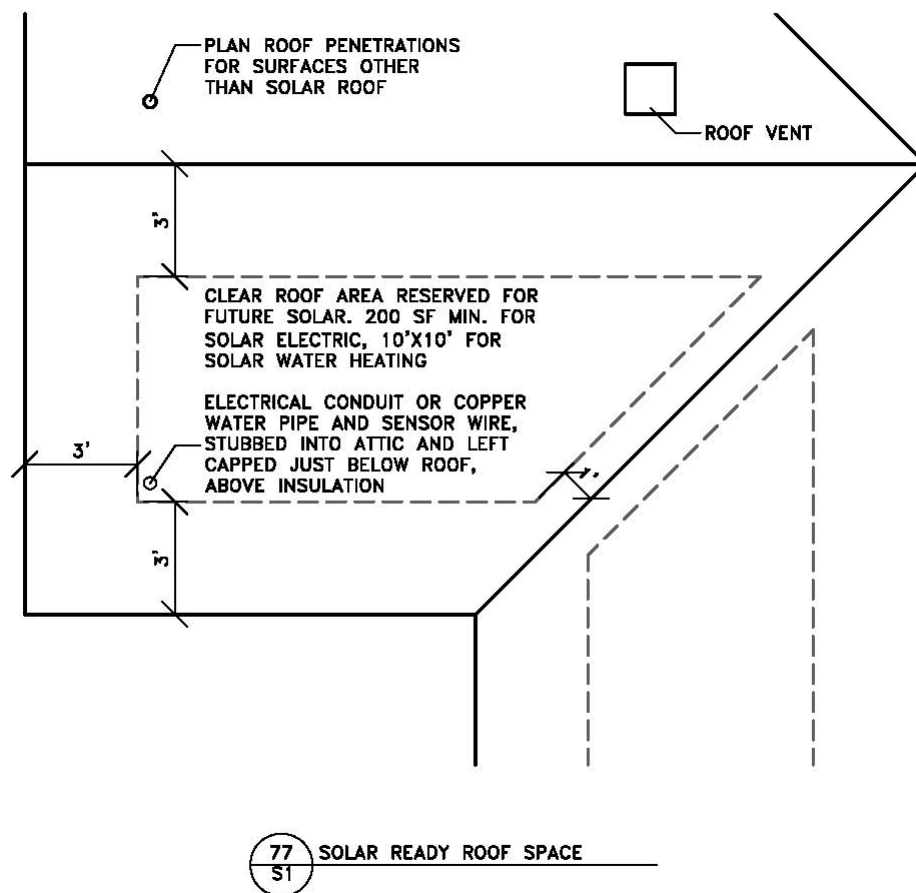 PLAN ROOF PENETRATIONS
FOR SURFACES OTHER
THAN SOLAR ROOF
ROOF VENT
3'
CLEAR ROOF AREA RESERVED FOR
FUTURE SOLAR. 200 SF MIN. FOR
SOLAR ELECTRIC, 10'X10' FOR
SOLAR WATER HEATING
ELECTRICAL CONDUIT OR COPPER
WATER PIPE AND SENSOR WIRE,
STUBBED INTO ATTIC AND LEFT
CAPPED JUST BELOW ROOF,
ABOVE INSULATION
3'
1'
3'
77
S1
SOLAR READY ROOF SPACE